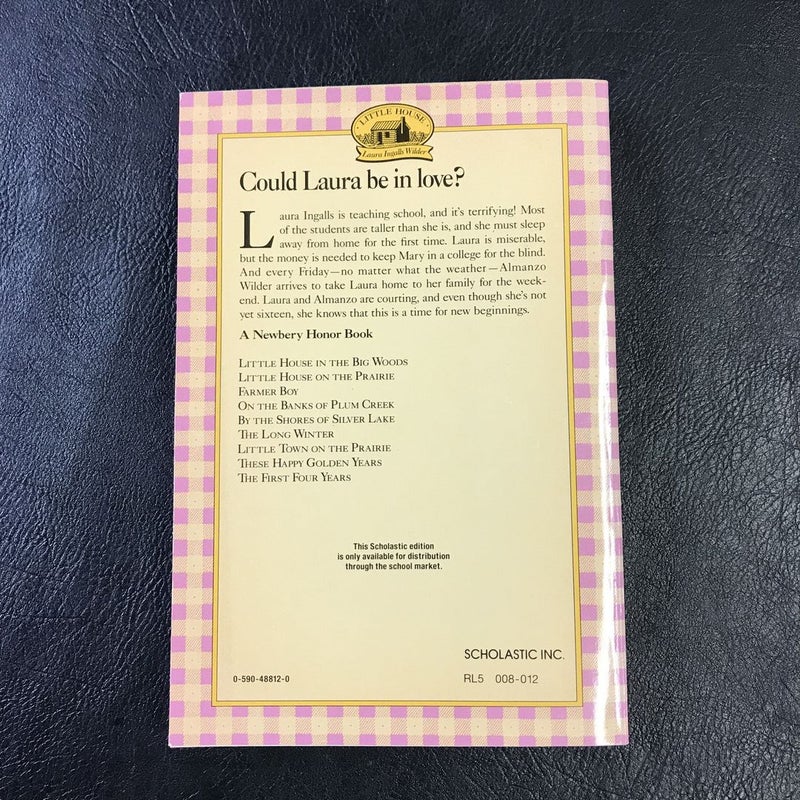 LITTLE HOUSE
Laura Ingalls Wilder
Could Laura be in love?
Laura Ingalls is teaching school, and it's terrifying! Most
of the students are taller than she is, and she must sleep
away from home for the first time. Laura is miserable,
but the money is needed to keep Mary in a college for the blind.
And every Friday—no matter what the weather—Almanzo
Wilder arrives to take Laura home to her family for the week-
end. Laura and Almanzo are courting, and even though she's not
yet sixteen, she knows that this is a time for new beginnings.
A Newbery Honor Book
LITTLE HOUSE IN THE BIG WOODS
LITTLE HOUSE ON THE PRAIRIE
FARMER BOY
ON THE BANKS OF PLUM CREEK
BY THE SHORES OF SILVER LAKE
THE LONG WINTER
LITTLE TOWN ON THE PRAIRIE
THESE HAPPY GOLDEN YEARS
THE FIRST FOUR YEARS
This Scholastic edition
is only available for distribution
through the school market.
SCHOLASTIC INC.
0-590-48812-0
RL5 008-012